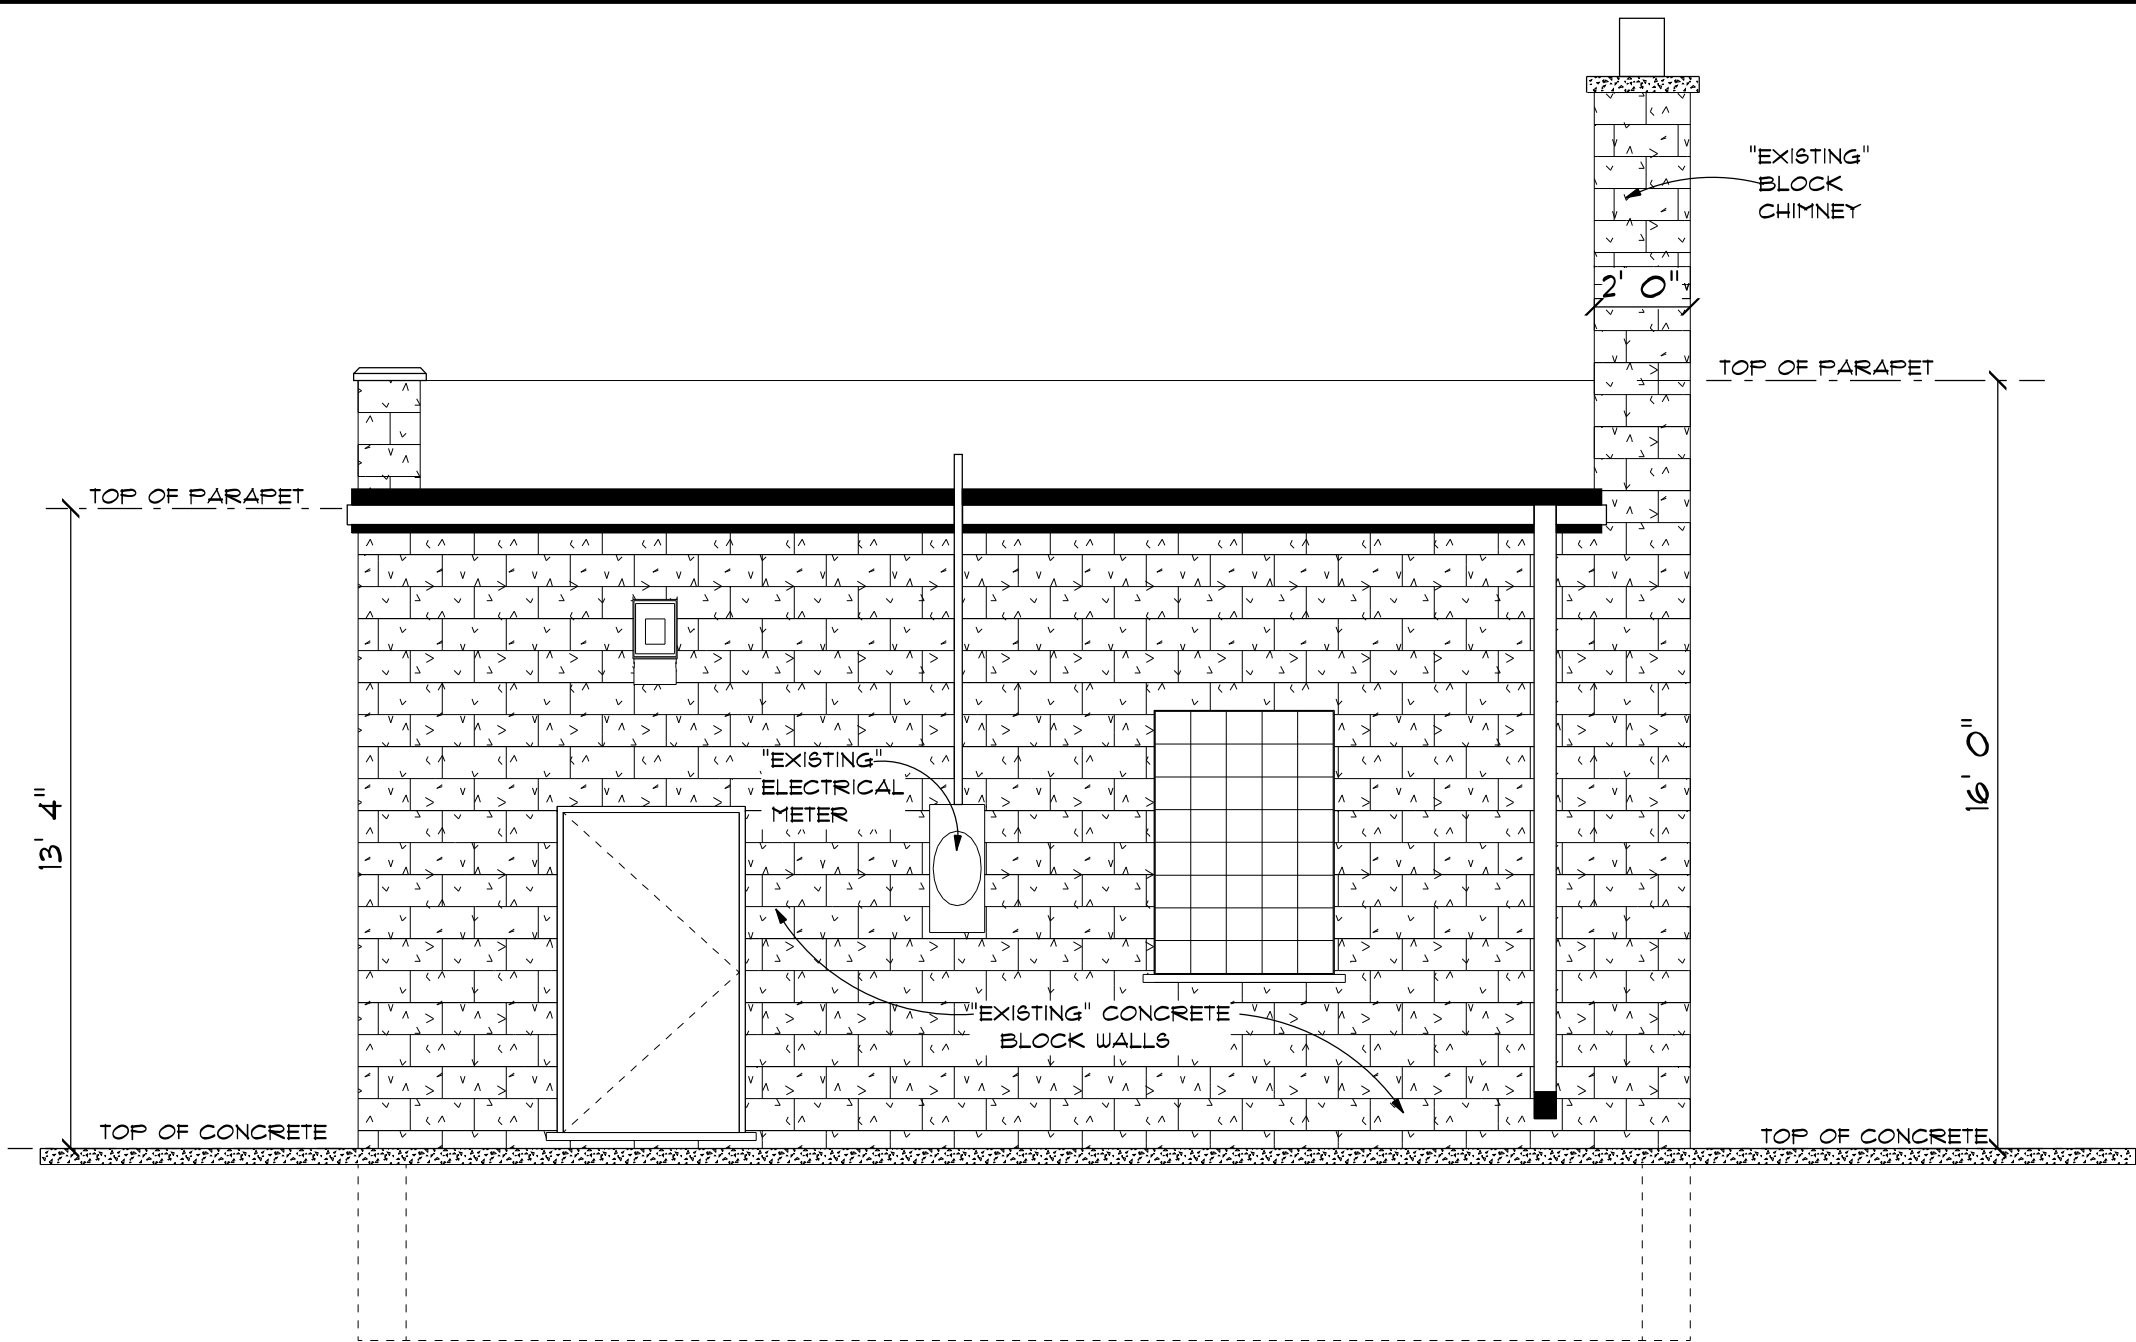 "EXISTING"
BLOCK
CHIMNEY
2' 0"
TOP OF PARAPET
TOP OF PARAPET
16' 0"
13' 4"
"EXISTING"
ELECTRICAL
METER
"EXISTING" CONCRETE
BLOCK WALLS
TOP OF CONCRETE
TOP OF CONCRETE